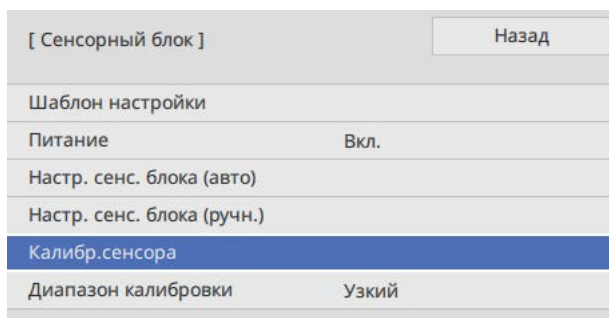 [ Сенсорный блок ] Назад
Шаблон настройки
Питание Вкл.
Настр. сенс. блока (авто)
Настр. сенс. блока (ручн.)
Калибр.сенсора
Диапазон калибровки Узкий